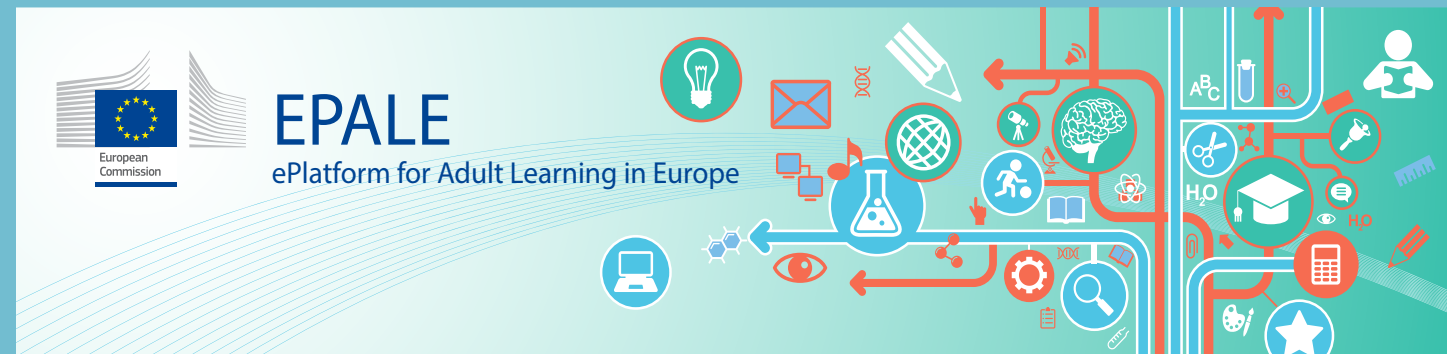 European
Commission
EPALE
ePlatform for Adult Learning in Europe
ABC
H2O
H2O